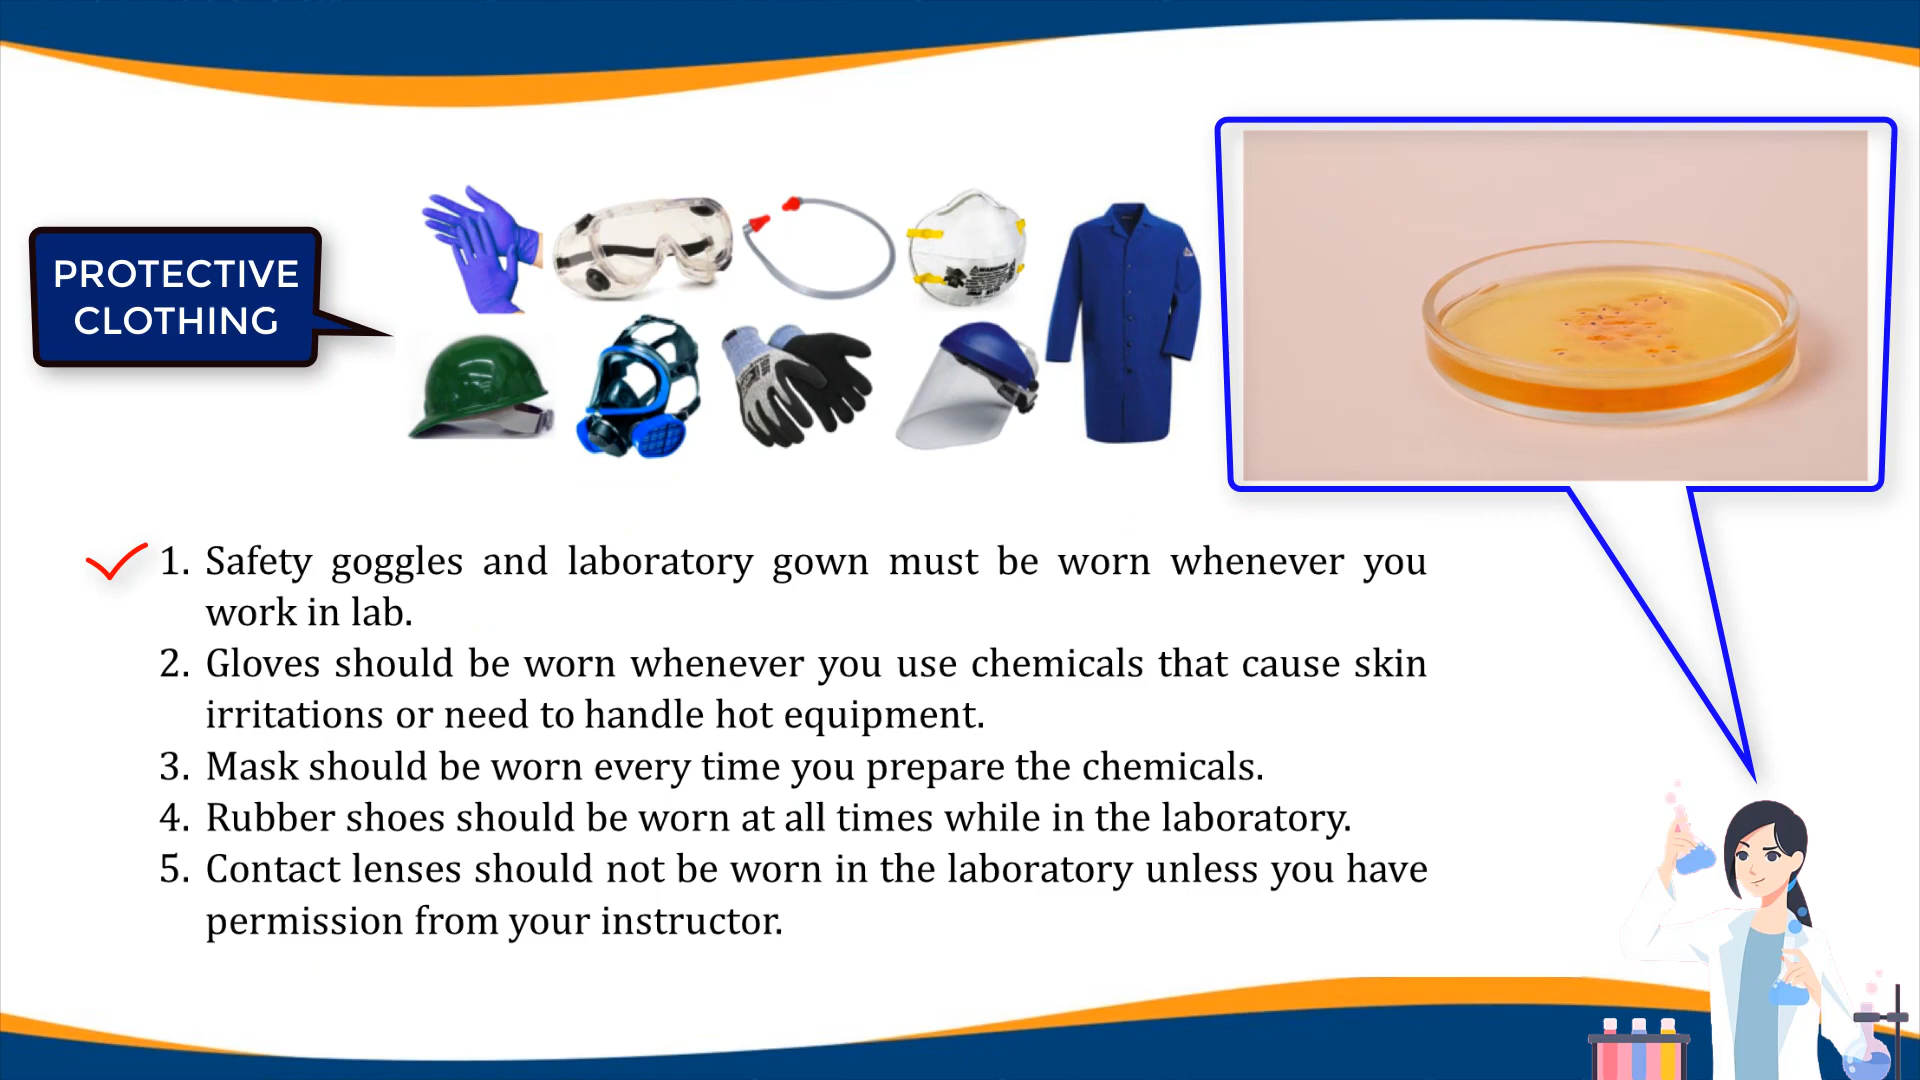 PROTECTIVE
CLOTHING
1. Safety goggles and laboratory gown must be worn whenever you
work in lab.
2. Gloves should be worn whenever you use chemicals that cause skin
irritations or need to handle hot equipment.
3. Mask should be worn every time you prepare the chemicals.
4. Rubber shoes should be worn at all times while in the laboratory.
5. Contact lenses should not be worn in the laboratory unless you have
permission from your instructor.